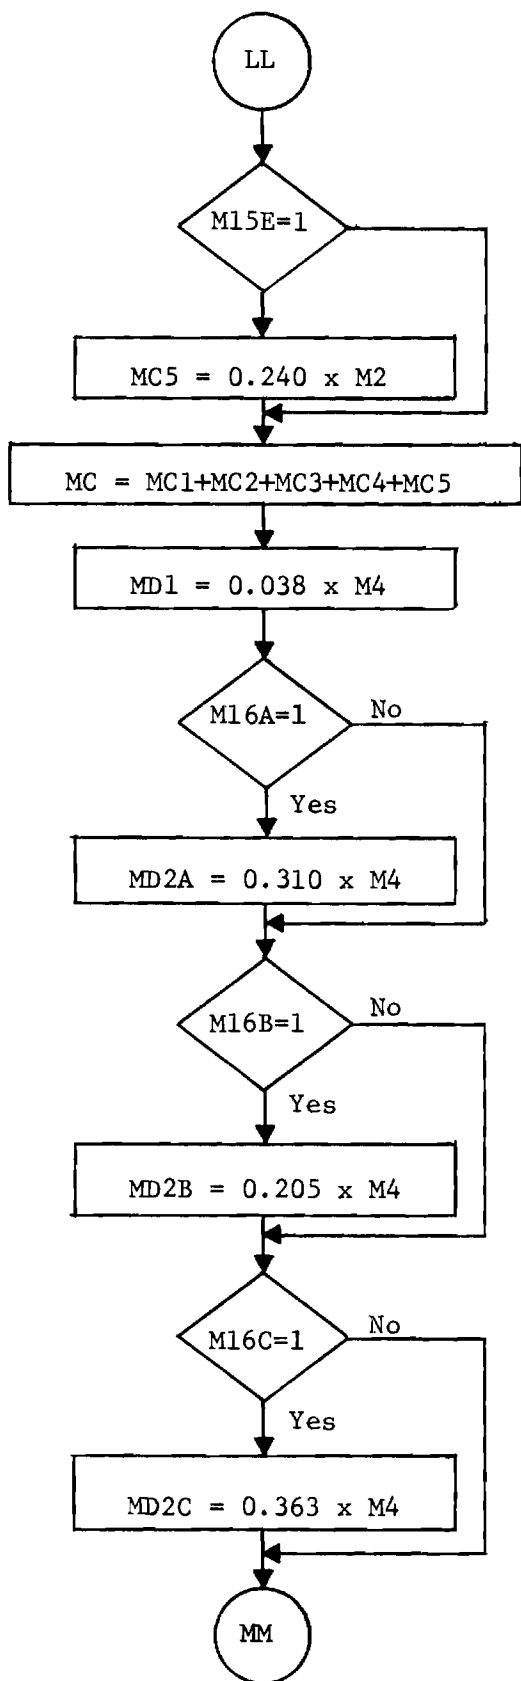 LL
M15E=1
MC5 = 0.240 x M2
MC = MC1+MC2+MC3+MC4+MC5
MD1 = 0.038 x M4
M16A=1
No
Yes
MD2A = 0.310 x M4
M16B=1
No
Yes
MD2B = 0.205 x M4
M16C=1
No
Yes
MD2C = 0.363 x M4
MM